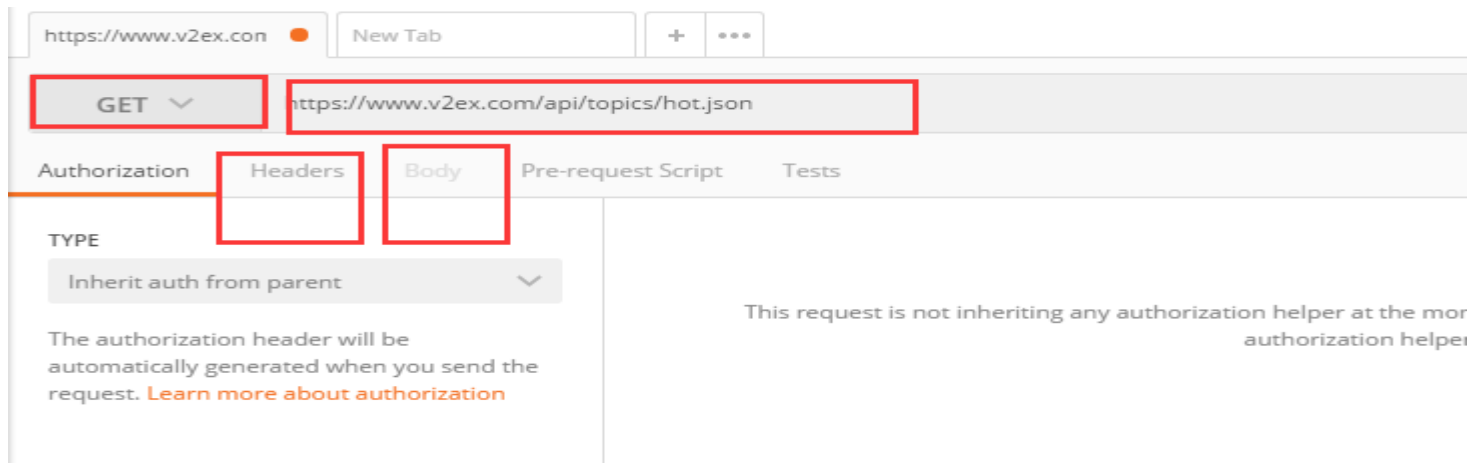 https://www.v2ex.con New Tab + •••
GET https://www.v2ex.com/api/topics/hot.json
Authorization Headers Body Pre-request Script Tests
TYPE
Inherit auth from parent
The authorization header will be
automatically generated when you send the
request. Learn more about authorization
This request is not inheriting any authorization helper at the
authorization helper